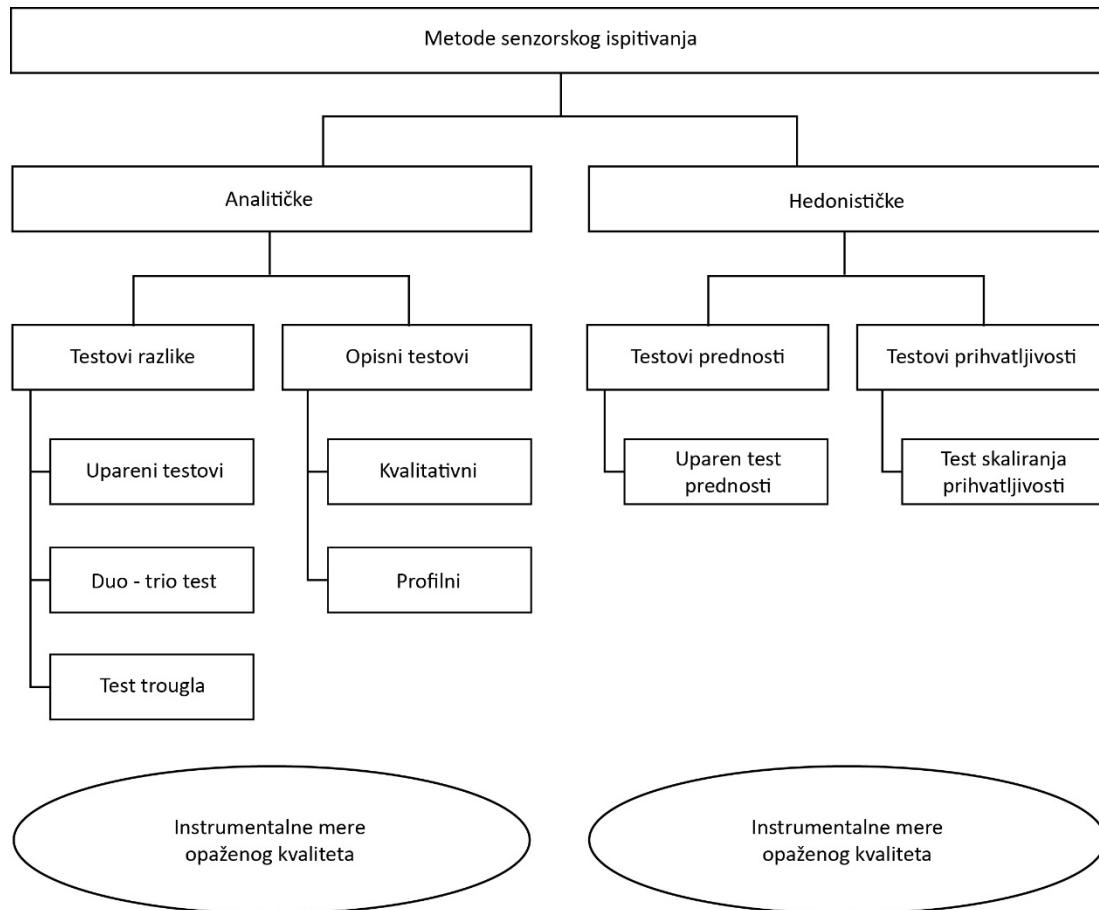 Metode senzorskog ispitivanja
Analitičke
Hedonističke
Testovi razlike
Opisni testovi
Testovi prednosti
Testovi prihvatljivosti
Upareni testovi
Kvalitativni
Uparen test
prednosti
Test skaliranja
prihvatljivosti
Duo - trio test
Profilni
Test trougla
Instrumentalne mere
opaženog kvaliteta
Instrumentalne mere
opaženog kvaliteta